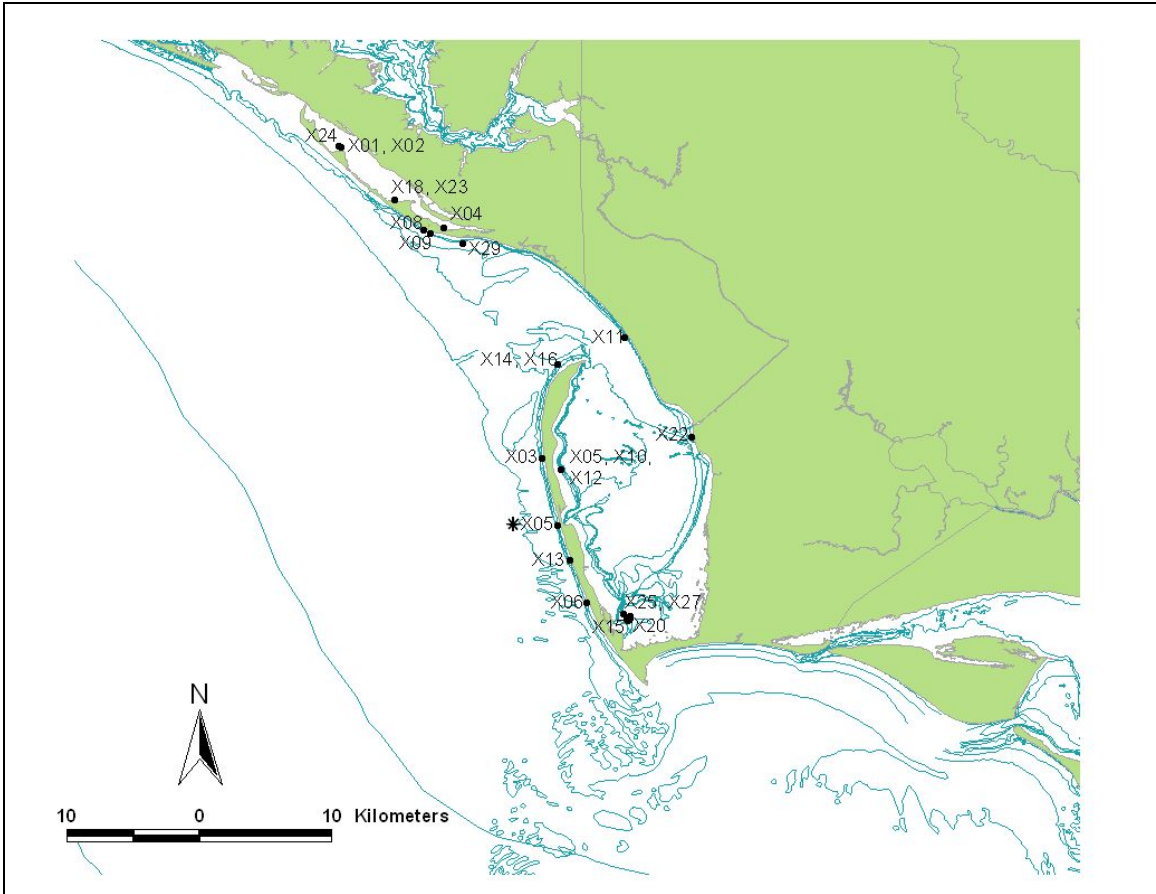 X24
X01, X02
X18, X23
X04
X08
X09
X29
X11
X14, X16
X22
X03
X05, X10,
X12
X05
X13
X06
X25, X27
X15, X20
N
10 0 10 Kilometers